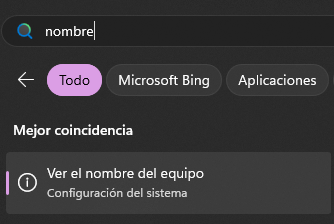 nombre
Todo
Microsoft Bing
Aplicaciones
Mejor coincidencia
Ver el nombre del equipo
Configuración del sistema